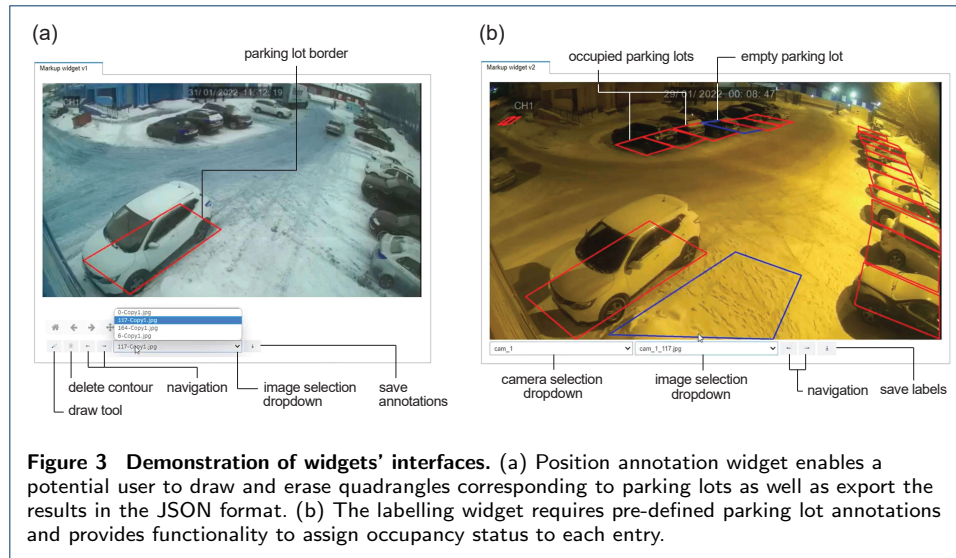 (a)
parking lot border
Markup widget v1
31/ 01/ 2022 11: 12: 19
CH1
0-Copy1.jpg
117-Copy1.jpg
164-Copy1.jpg
6-Copy1.jpg
117-Copy1.jpg
delete contour
navigation
image selection
dropdown
save
annotations
draw tool
(b)
occupied parking lots
empty parking lot
Markup widget v2
29/ 01/ 2022 00: 08: 47
CH1
cam_1
cam_1_117.jpg
camera selection
dropdown
image selection
dropdown
navigation
save labels
Figure 3 Demonstration of widgets' interfaces. (a) Position annotation widget enables a
potential user to draw and erase quadrangles corresponding to parking lots as well as export the
results in the JSON format. (b) The labelling widget requires pre-defined parking lot annotations
and provides functionality to assign occupancy status to each entry.